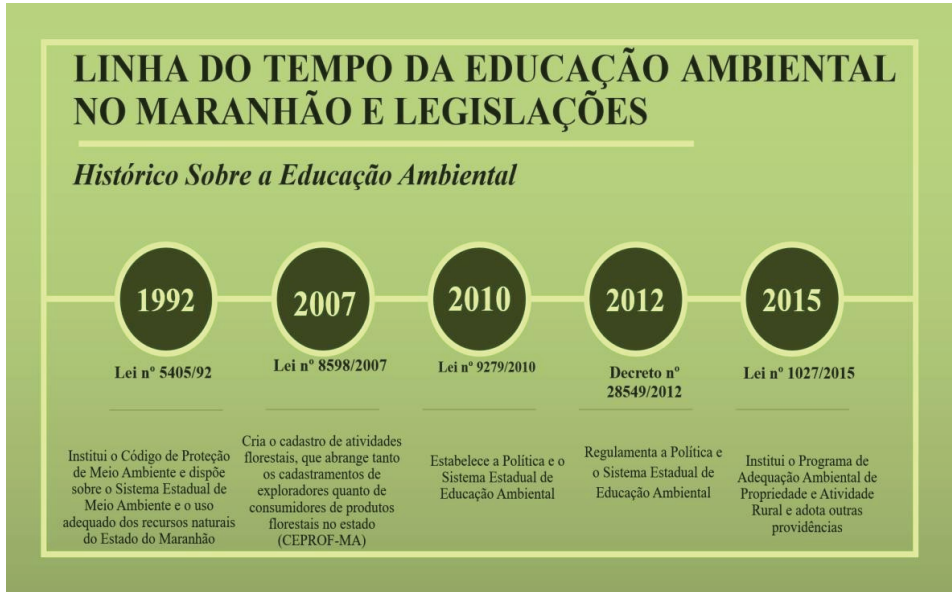 LINHA DO TEMPO DA EDUCAÇÃO AMBIENTAL
NO MARANHÃO E LEGISLAÇÕES
Histórico Sobre a Educação Ambiental
1992
Lei nº 5405/92
Institui o Código de Proteção
de Meio Ambiente e dispõe
sobre o Sistema Estadual de
Meio Ambiente e o uso
adequado dos recursos naturais
do Estado do Maranhão
2007
Lei nº 8598/2007
Cria o cadastro de atividades
florestais, que abrange tanto
os cadastramentos de
exploradores quanto de
consumidores de produtos
florestais no estado
(CEPROF-MA)
2010
Lei nº 9279/2010
Estabelece a Política e o
Sistema Estadual de
Educação Ambiental
2012
Decreto nº
28549/2012
Regulamenta a Política e
o Sistema Estadual de
Educação Ambiental
2015
Lei nº 1027/2015
Institui o Programa de
Adequação Ambiental de
Propriedade e Atividade
Rural e adota outras
providências